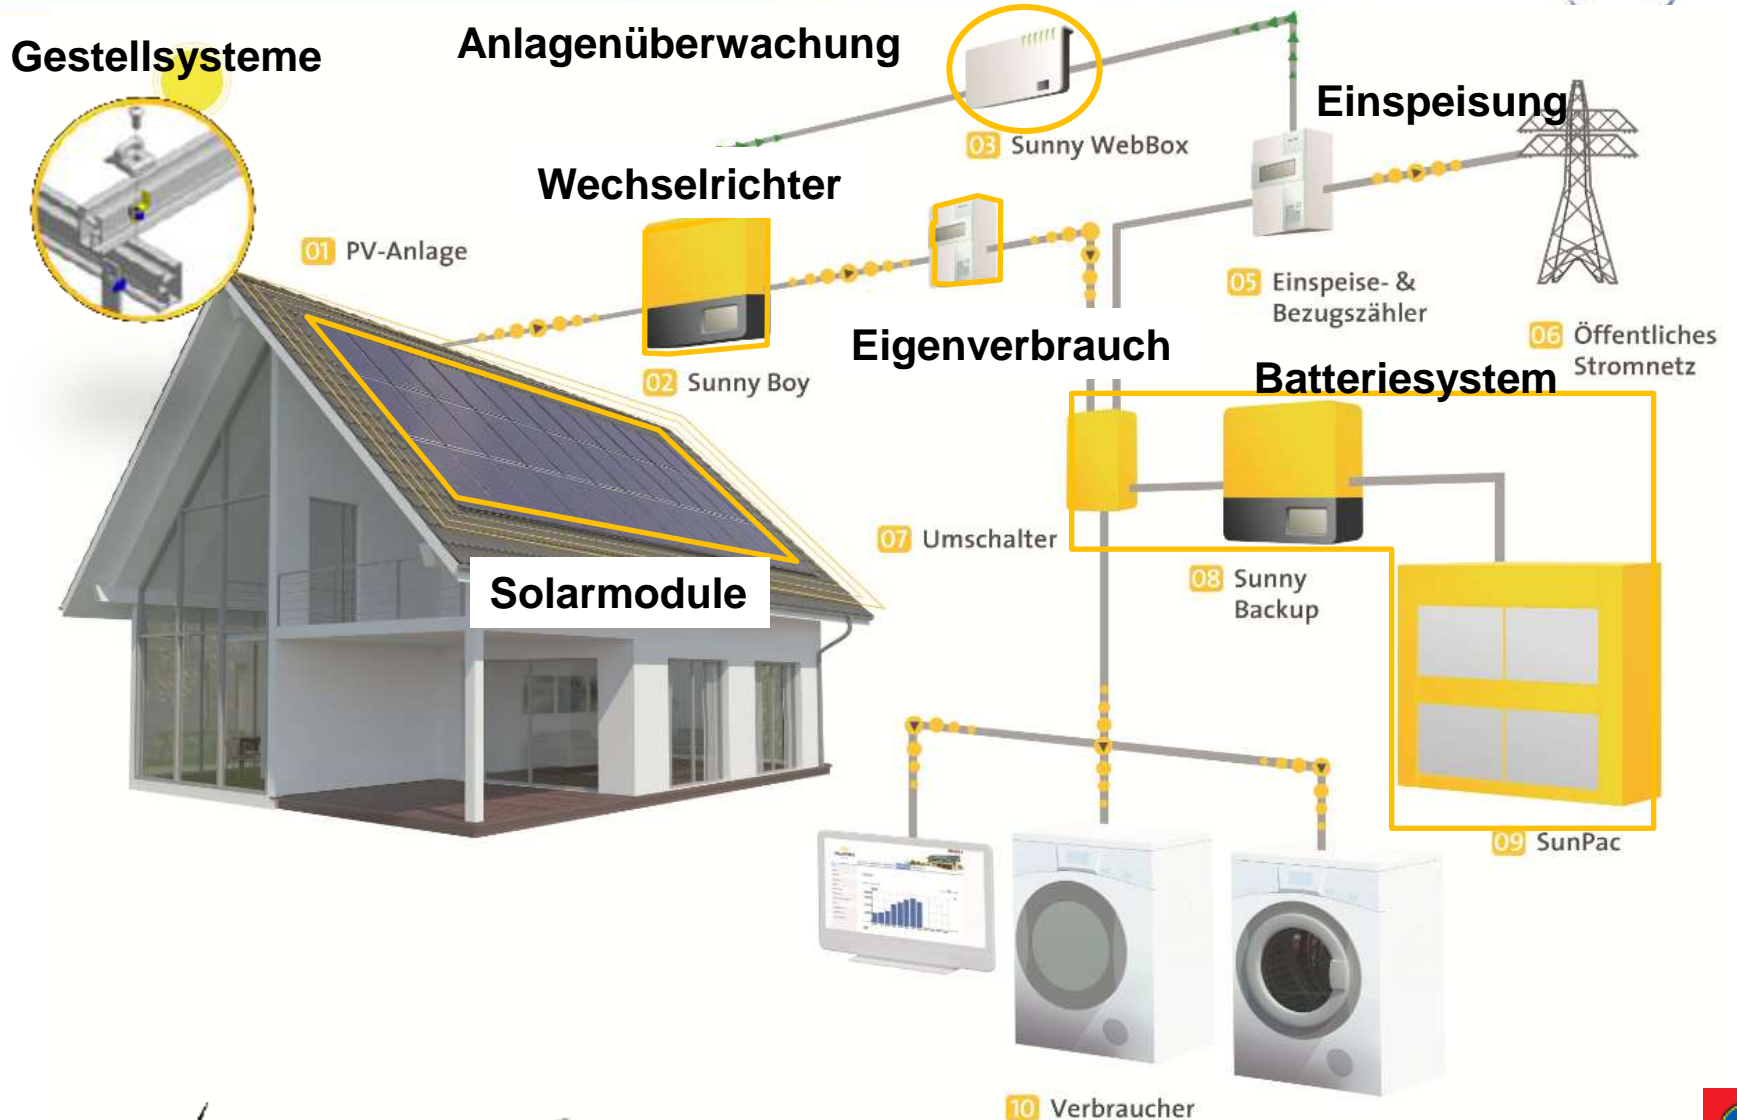 Gestellsysteme
Anlagenüberwachung
Einspeisung
03 Sunny WebBox
Wechselrichter
01 PV-Anlage
05 Einspeise- &
Bezugszähler
06 Öffentliches
Stromnetz
Eigenverbrauch
02 Sunny Boy
Batteriesystem
07 Umschalter
08 Sunny
Backup
Solarmodule
09 SunPac
10 Verbraucher